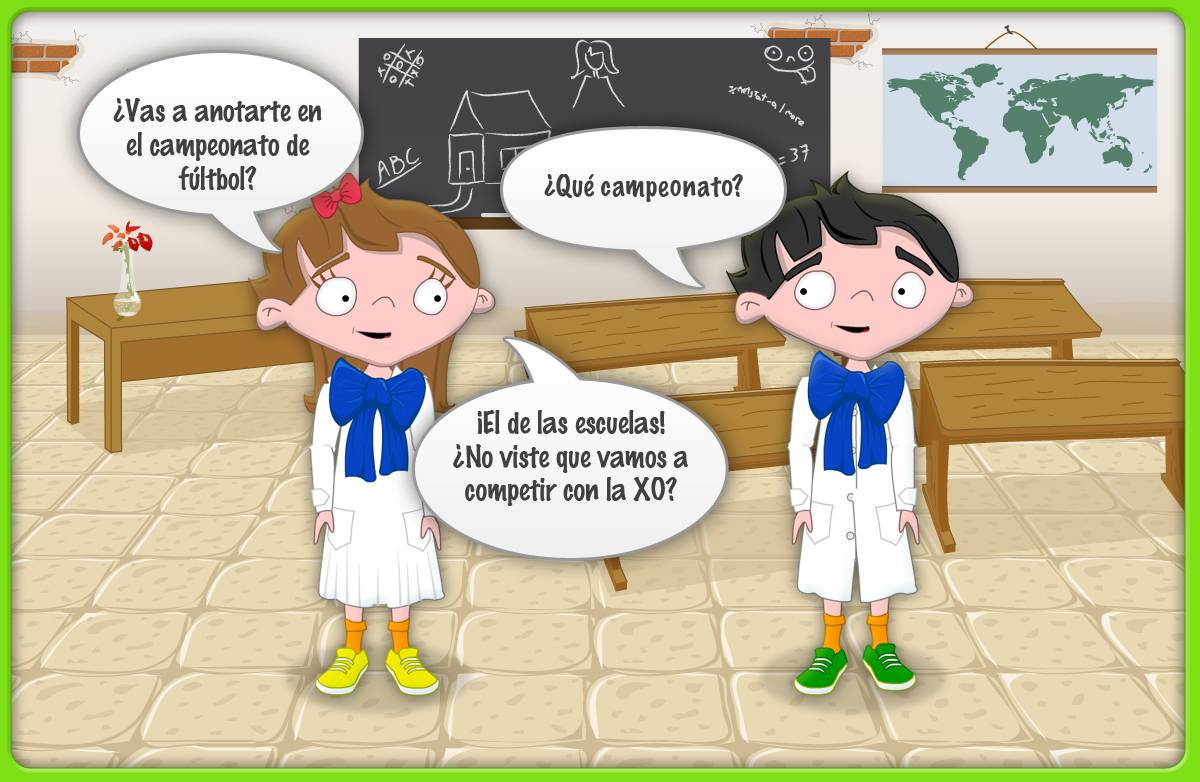 ¿Vas a anotarte en
el campeonato de
fúltbol?
¿Qué campeonato?
¡El de las escuelas!
¿No viste que vamos a
competir con la XO?
ABC
= 37